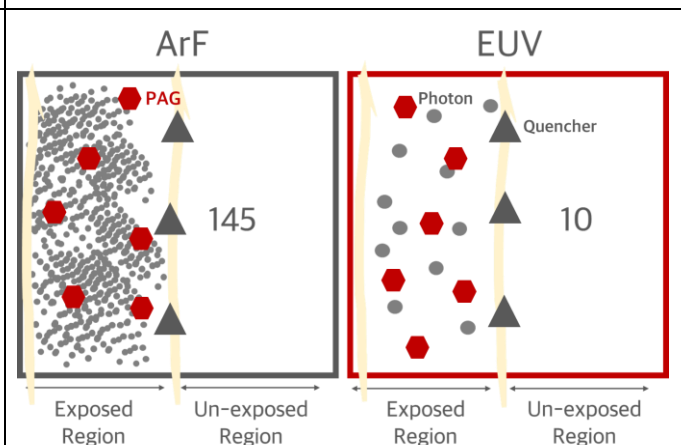 ArF
EUV
PAG
Photon
Quencher
145
10
Exposed
Region
Un-exposed
Region
Exposed
Region
Un-exposed
Region